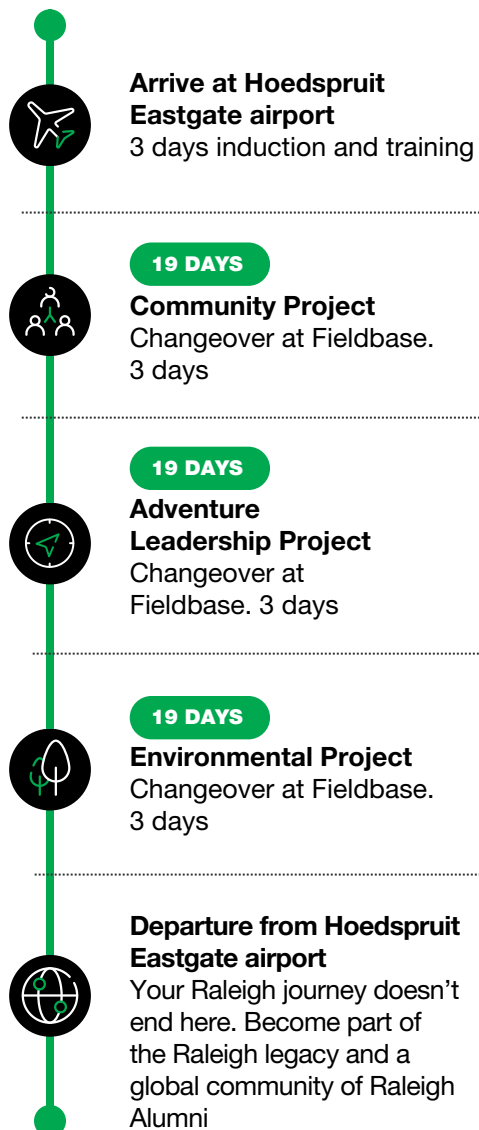 Arrive at Hoedspruit
Eastgate airport
3 days induction and training
19 DAYS
Community Project
Changeover at Fieldbase.
3 days
19 DAYS
Adventure
Leadership Project
Changeover at
Fieldbase. 3 days
19 DAYS
Environmental Project
Changeover at Fieldbase.
3 days
Departure from Hoedspruit
Eastgate airport
Your Raleigh journey doesn’t
end here. Become part of
the Raleigh legacy and a
global community of Raleigh
Alumni